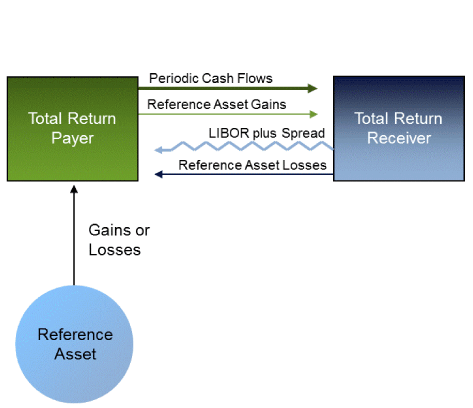 Periodic Cash Flows
Total Return
Payer
Reference Asset Gains
LIBOR plus Spread
Reference Asset Losses
Total Return
Receiver
Gains or
Losses
Reference
Asset